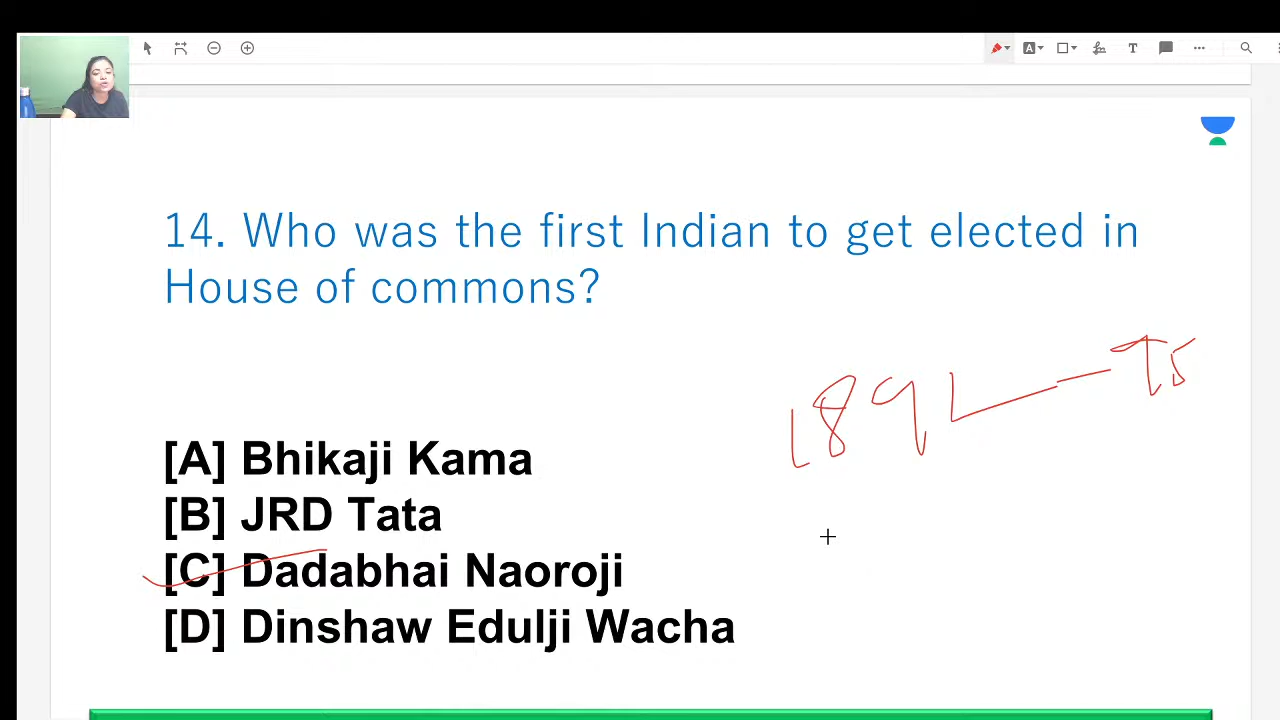 14. Who was the first Indian to get elected in
House of commons?
1892 — 95
[A] Bhikaji Kama
[B] JRD Tata
[C] Dadabhai Naoroji
[D] Dinshaw Edulji Wacha